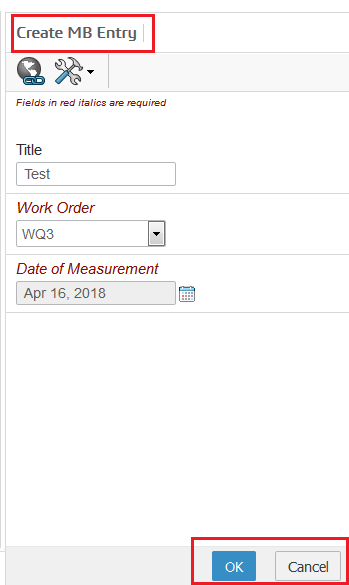 Create MB Entry
Fields in red italics are required
Title
Test
Work Order
WQ3
Date of Measurement
Apr 16, 2018
OK Cancel